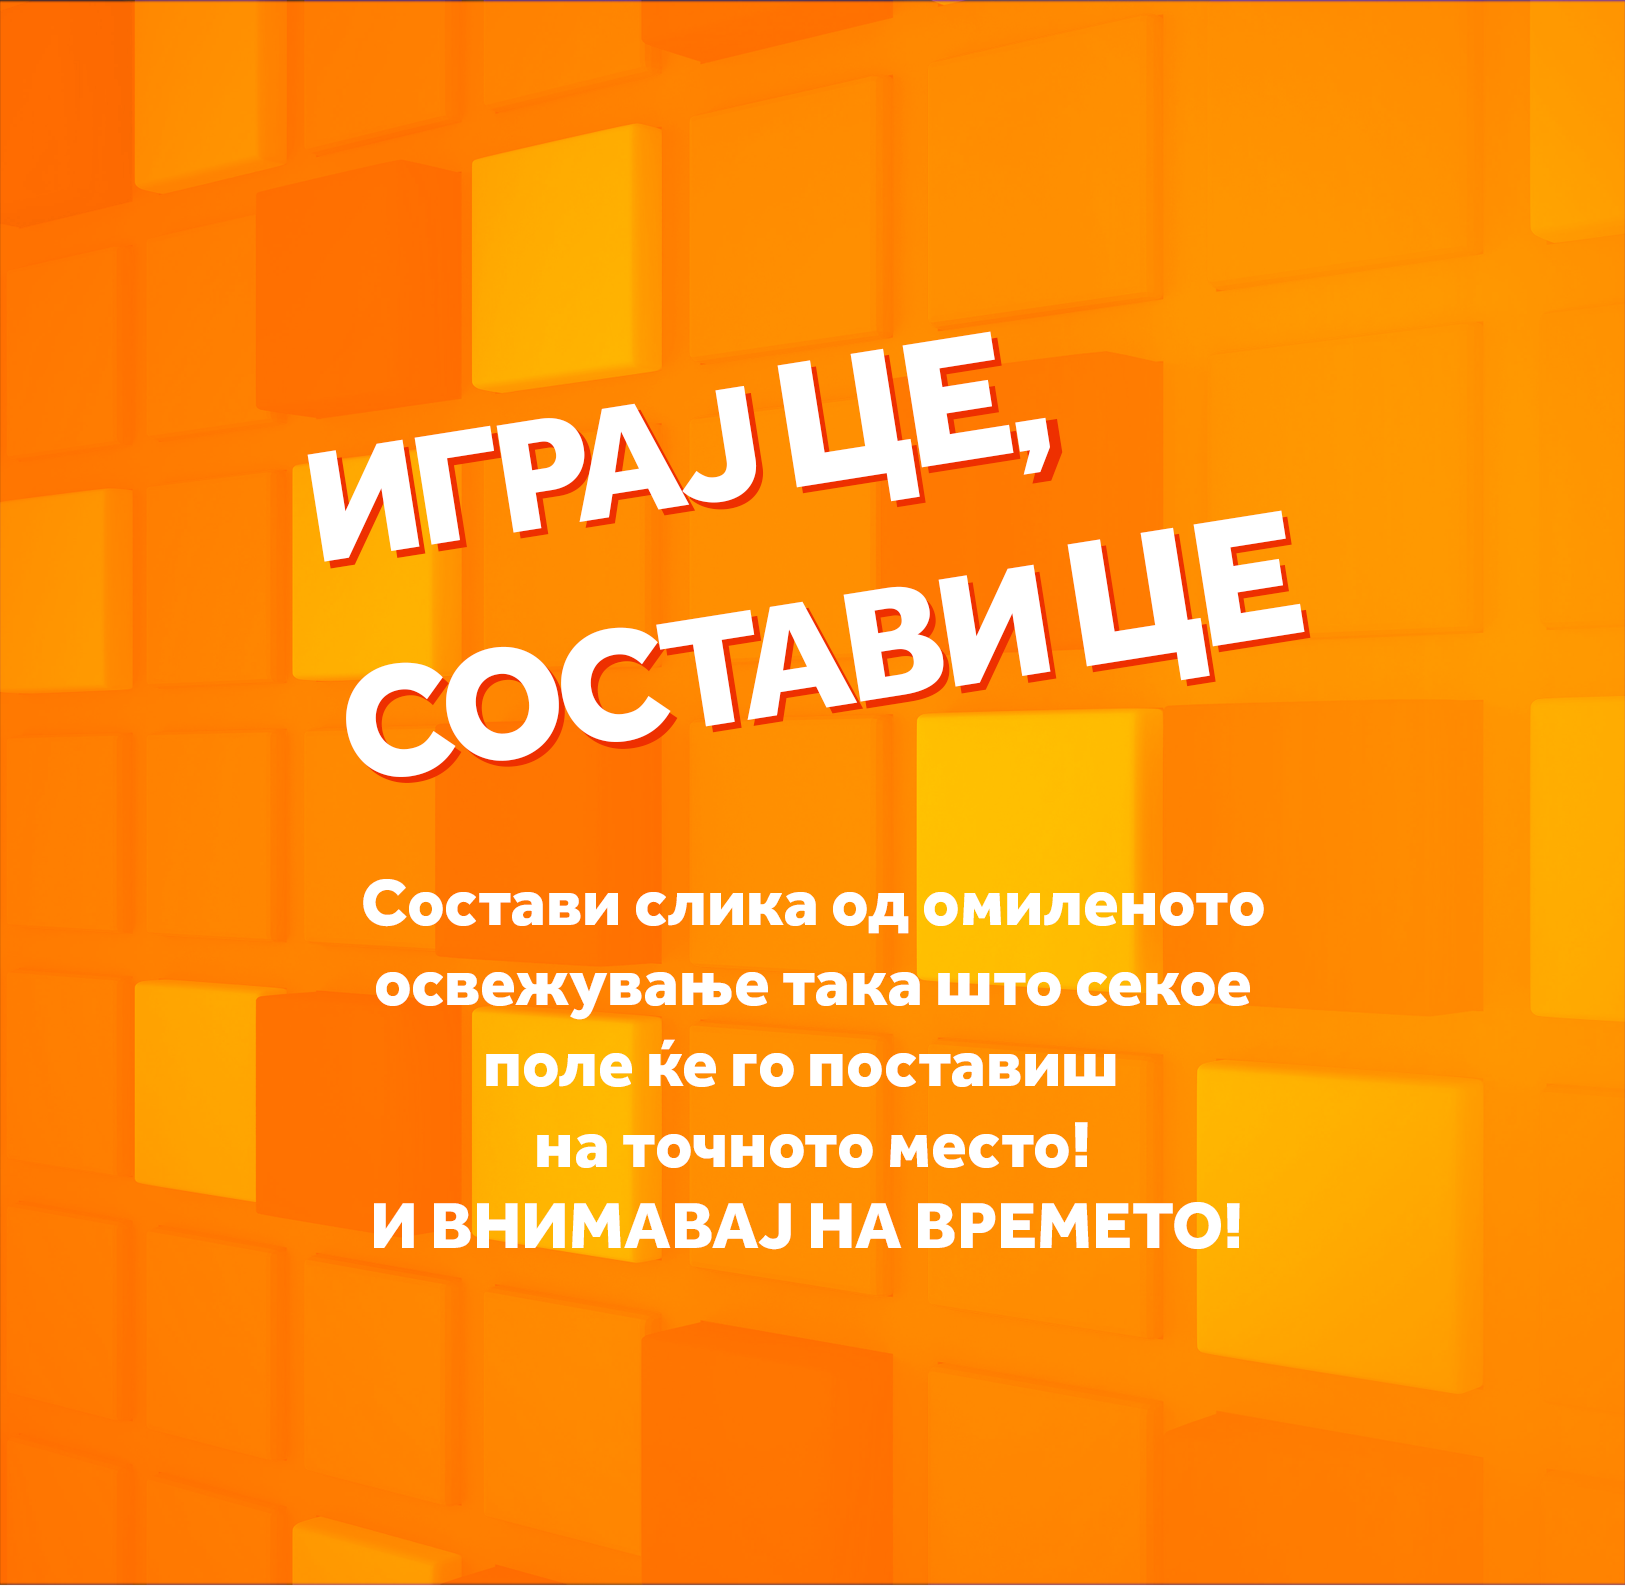 ИГРАЈ ЦЕ,
СОСТАВИ ЦЕ
Состави слика од омиленото
освежување така што секое
поле ќе го поставиш
на точното место!
И ВНИМАВАЈ НА ВРЕМЕТО!